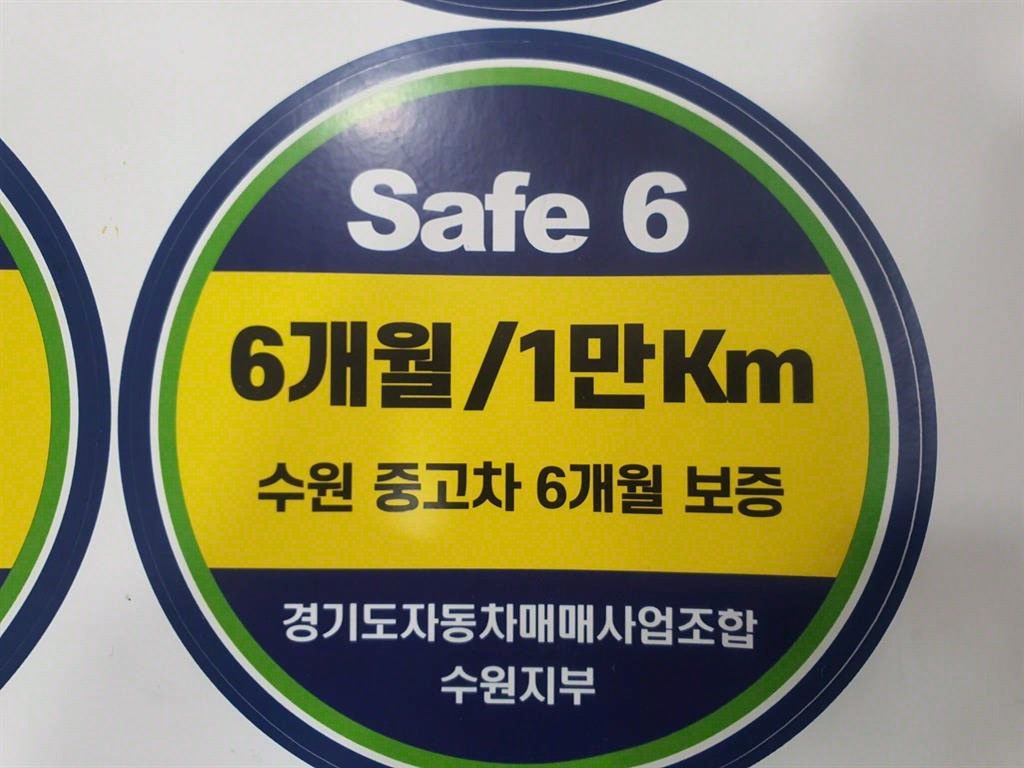 Safe 6
6개월/1만Km
수원 중고차 6개월 보증
경기도자동차매매사업조합
수원지부